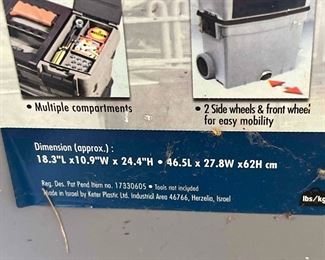 • Multiple compartments
• 2 Side wheels & front wheel
for easy mobility
Dimension (approx.) :
18.3"L x10.9"W x 24.4"H • 46.5L x 27.8W x62H cm
Reg. Des. Pat Pend Item no. 17330605 • Tools not included
Made in Israel by Keter Plastic Ltd. Industrial Area 46766, Herzelia, Israel
lbs/kg